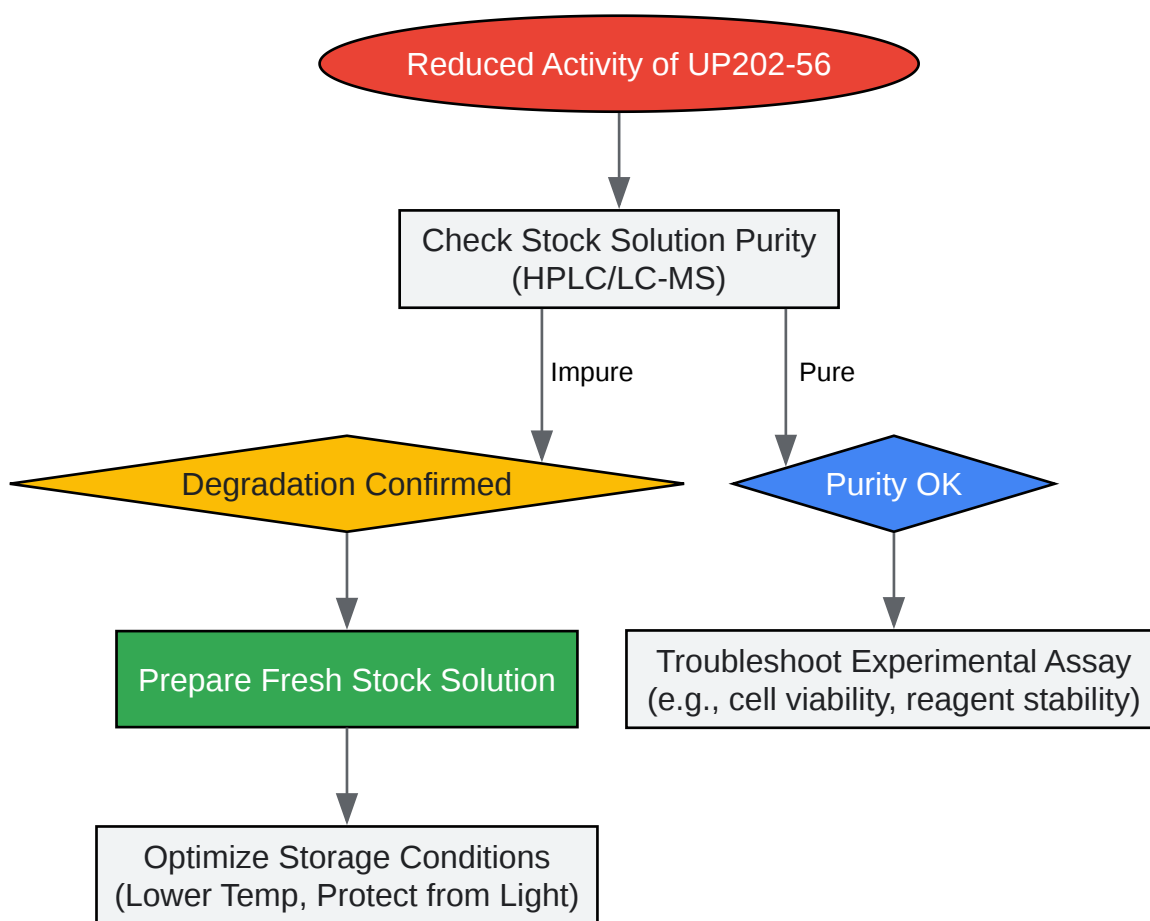 Reduced Activity of UP202-56
Check Stock Solution Purity
(HPLC/LC-MS)
Impure
Pure
Degradation Confirmed
Purity OK
Prepare Fresh Stock Solution
Troubleshoot Experimental Assay
(e.g., cell viability, reagent stability)
Optimize Storage Conditions
(Lower Temp, Protect from Light)